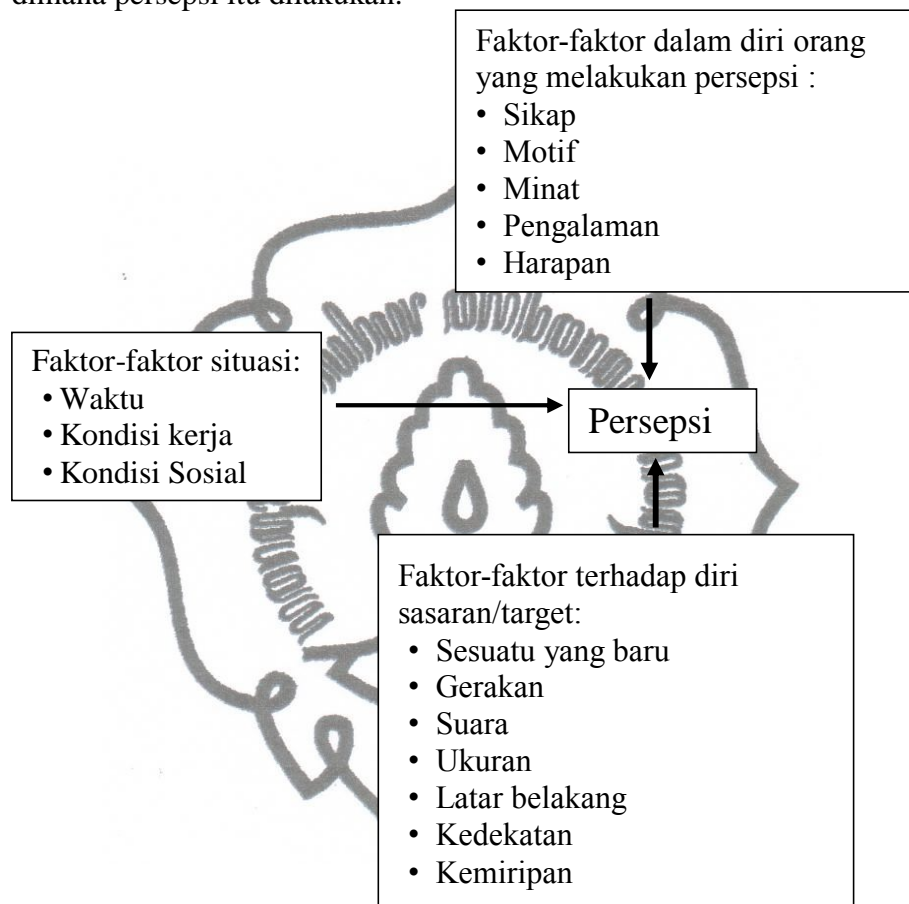 dimana persepsi itu dilakukan.
Faktor-faktor dalam diri orang
yang melakukan persepsi :
• Sikap
• Motif
• Minat
• Pengalaman
• Harapan
Faktor-faktor situasi:
• Waktu
• Kondisi kerja
• Kondisi Sosial
Persepsi
Faktor-faktor terhadap diri
sasaran/target:
• Sesuatu yang baru
• Gerakan
• Suara
• Ukuran
• Latar belakang
• Kedekatan
• Kemiripan